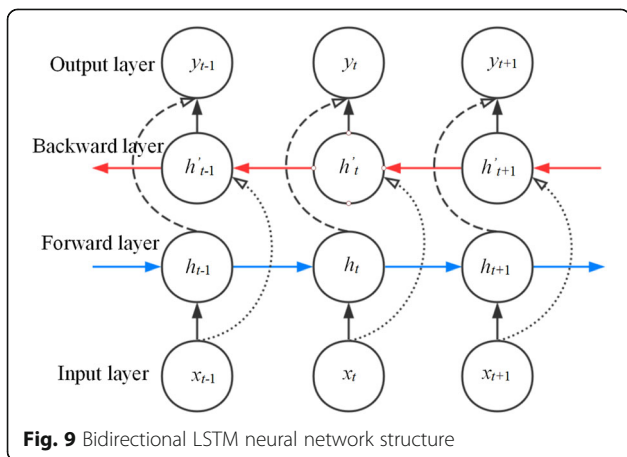 Output layer y_{t-1} y_t y_{t+1}
Backward layer h'_{t-1} h'_t h'_{t+1}
Forward layer h_{t-1} h_t h_{t+1}
Input layer x_{t-1} x_t x_{t+1}
Fig. 9 Bidirectional LSTM neural network structure